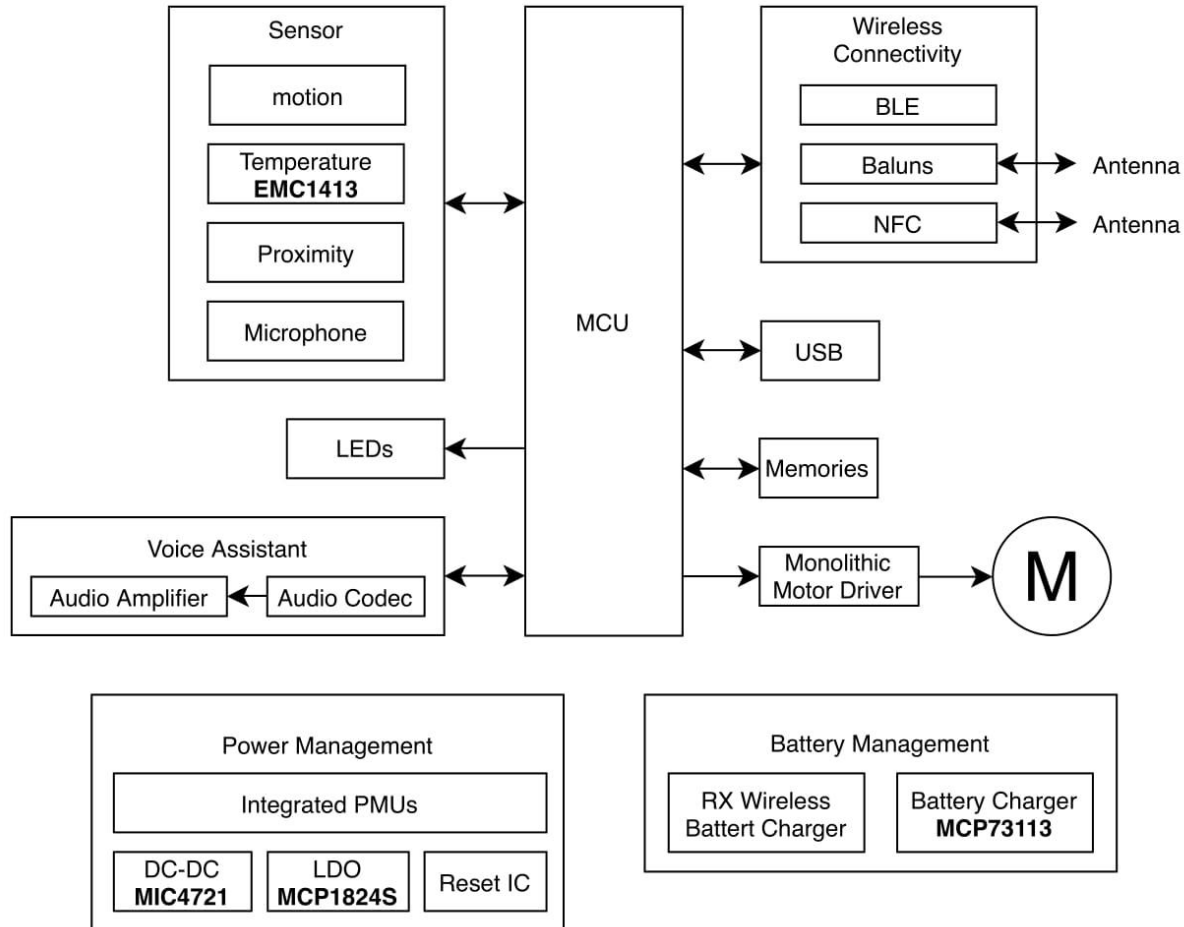 Sensor
motion
Temperature
EMC1413
Proximity
Microphone
LEDs
Voice Assistant
Audio Amplifier
Audio Codec
MCU
Wireless
Connectivity
BLE
Baluns
Antenna
NFC
Antenna
USB
Memories
Monolithic
Motor Driver
M
Power Management
Integrated PMUs
DC-DC
MIC4721
LDO
MCP1824S
Reset IC
Battery Management
RX Wireless
Battert Charger
Battery Charger
MCP73113